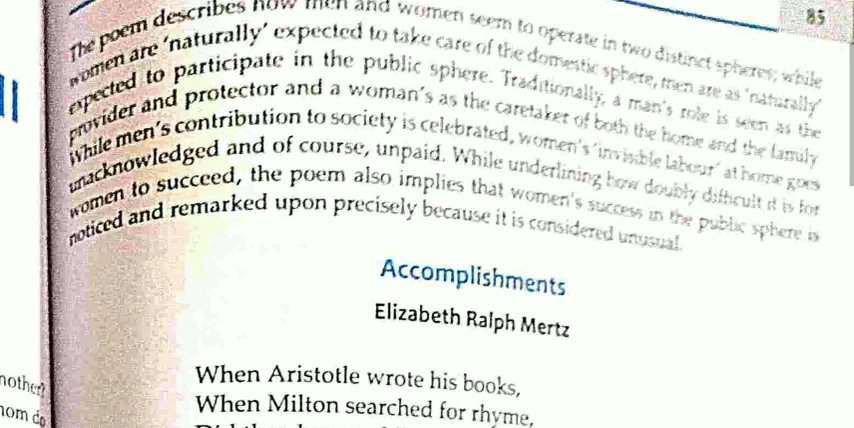 85
The poem describes how men and women seem to operate in two distinct spheres; while
women are 'naturally' expected to take care of the domestic sphere, men are as 'naturally'
expected to participate in the public sphere. Traditionally, a man's role is seen as the
provider and protector and a woman's as the caretaker of both the home and the family
While men's contribution to society is celebrated, women's 'invisible labour' at home goes
unacknowledged and of course, unpaid. While underlining how doubly difficult it is for
women to succeed, the poem also implies that women's success in the public sphere is
noticed and remarked upon precisely because it is considered unusual.
Accomplishments
Elizabeth Ralph Mertz
When Aristotle wrote his books,
When Milton searched for rhyme,